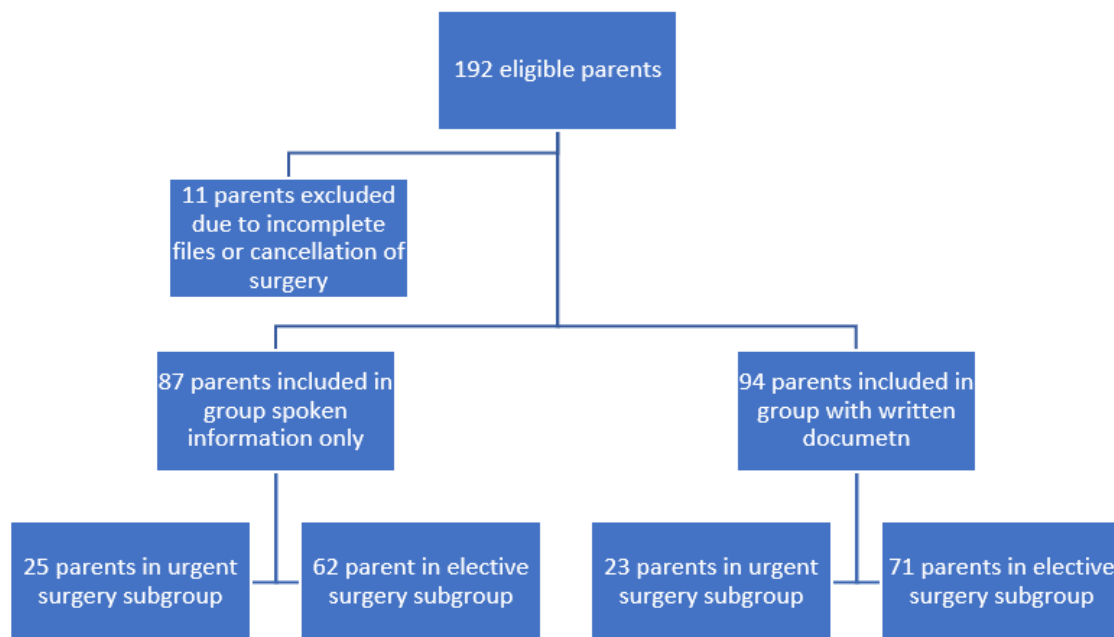 192 eligible parents
11 parents excluded
due to incomplete
files or cancellation of
surgery
87 parents included in
group spoken
information only
94 parents included in
group with written
documetn
25 parents in urgent
surgery subgroup
62 parent in elective
surgery subgroup
23 parents in urgent
surgery subgroup
71 parents in elective
surgery subgroup